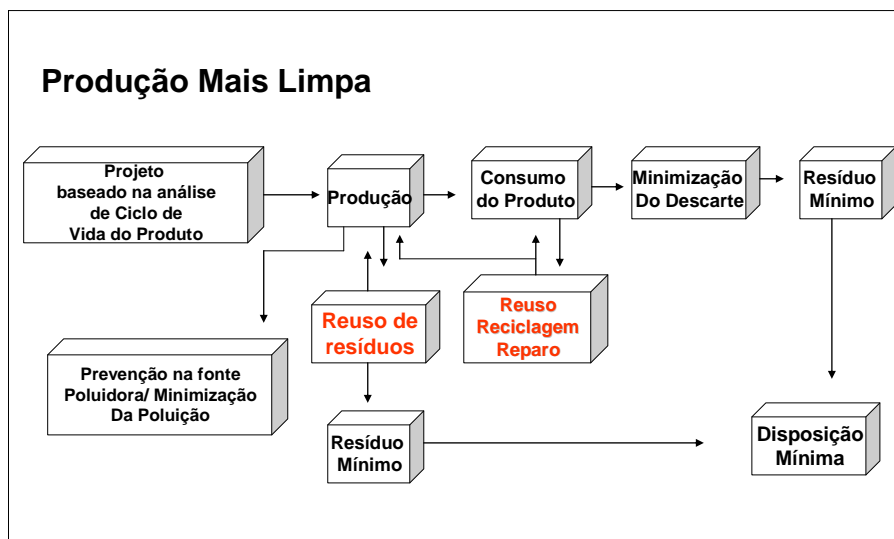 Produção Mais Limpa
Projeto
baseado na análise
de Ciclo de
Vida do Produto
Produção
Consumo
do Produto
Minimização
Do Descarte
Resíduo
Mínimo
Reuso de
resíduos
Reuso
Reciclagem
Reparo
Prevenção na fonte
Poluidora/ Minimização
Da Poluição
Resíduo
Mínimo
Disposição
Mínima